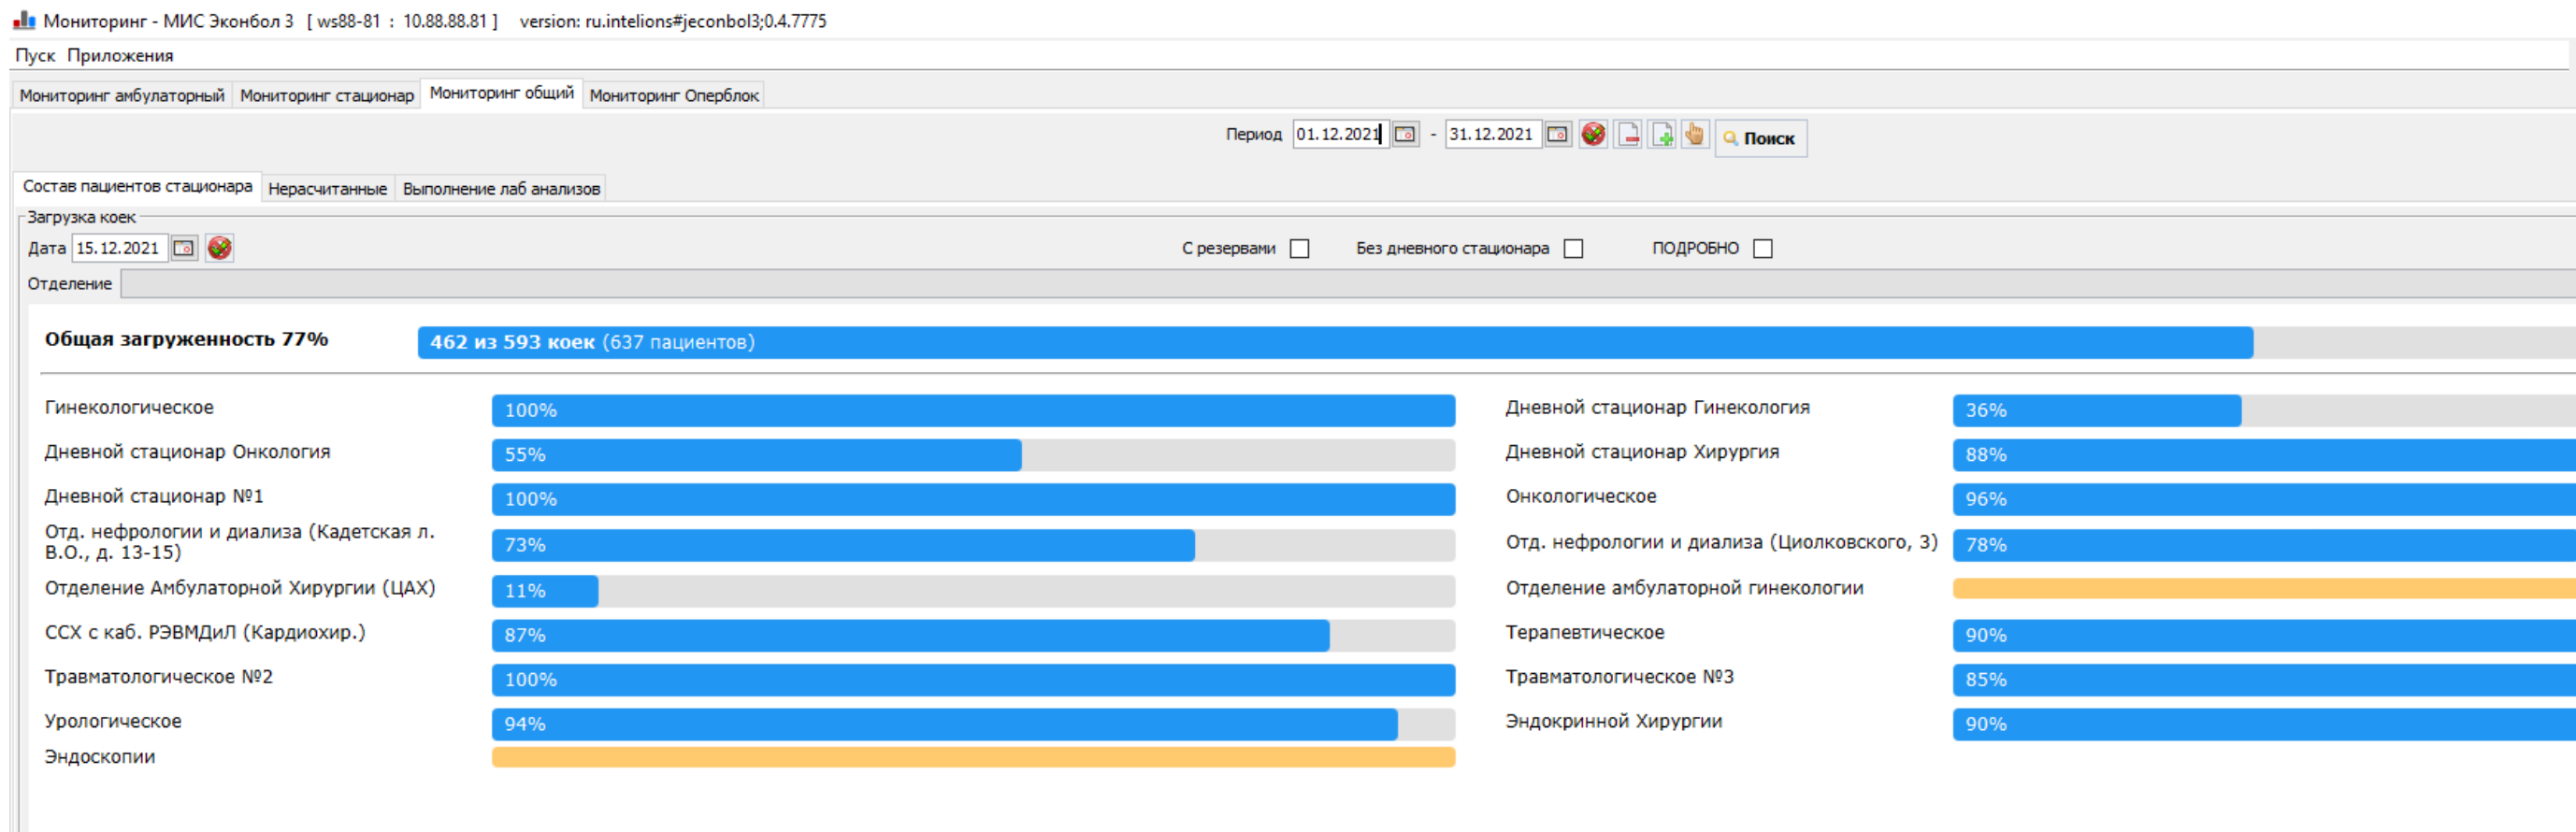 Мониторинг - МИС Эконбол 3 [ ws88-81 : 10.88.88.81 ] version: ru.intelions#jeconbol3;0.4.7775
Пуск Приложения
Мониторинг амбулаторный Мониторинг стационар Мониторинг общий Мониторинг Оперблок
Период 01.12.2021 - 31.12.2021 Поиск
Состав пациентов стационара Нерасчитанные Выполнение лаб анализов
Загрузка коек
Дата 15.12.2021 С резервами Без дневного стационара ПОДРОБНО
Отделение
Общая загруженность 77% 462 из 593 коек (637 пациентов)
Гинекологическое 100% Дневной стационар Гинекология 36%
Дневной стационар Онкология 55% Дневной стационар Хирургия 88%
Дневной стационар №1 100% Онкологическое 96%
Отд. нефрологии и диализа (Кадетская л.
В.О., д. 13-15) 73% Отд. нефрологии и диализа (Циолковского, 3) 78%
Отделение Амбулаторной Хирургии (ЦАХ) 11% Отделение амбулаторной гинекологии
ССХ с каб. РЭВМДиЛ (Кардиохир.) 87% Терапевтическое 90%
Травматологическое №2 100% Травматологическое №3 85%
Урологическое 94% Эндокринной Хирургии 90%
Эндоскопии